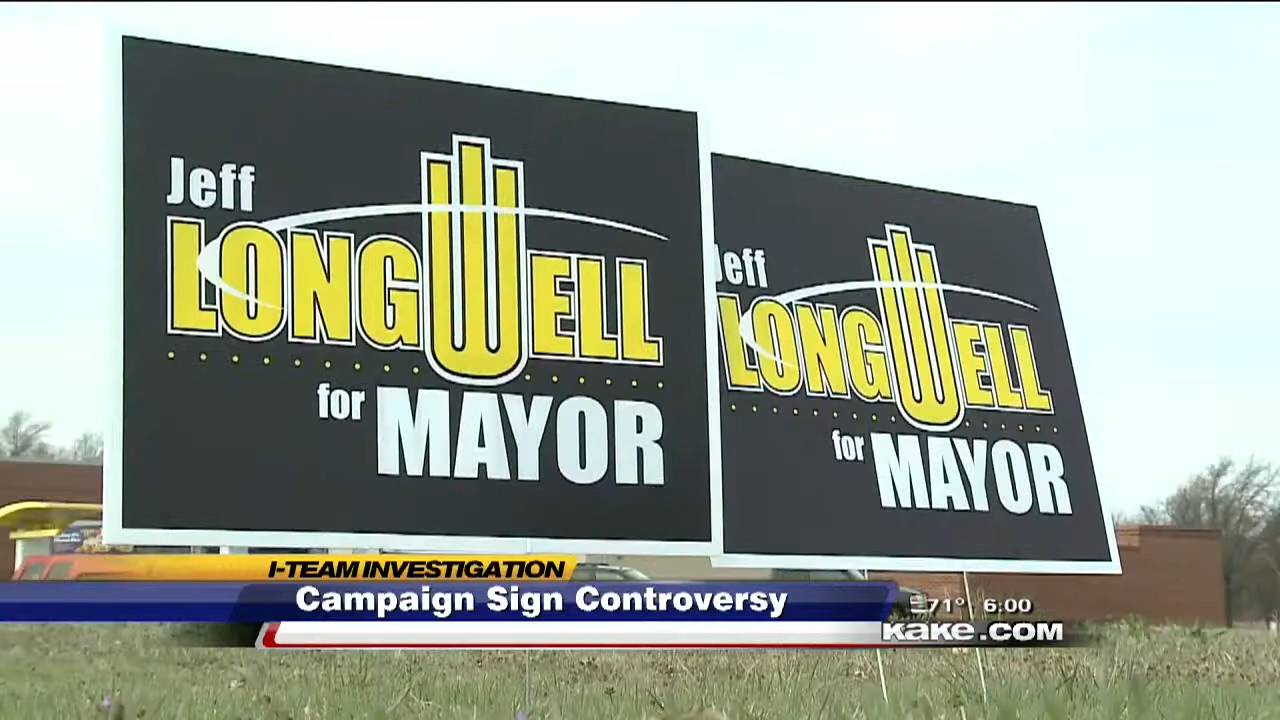 Jeff
LONGWELL
for MAYOR
Jeff
LONGWELL
for MAYOR
I-TEAM INVESTIGATION
Campaign Sign Controversy
71° 6:00
KAKE.COM